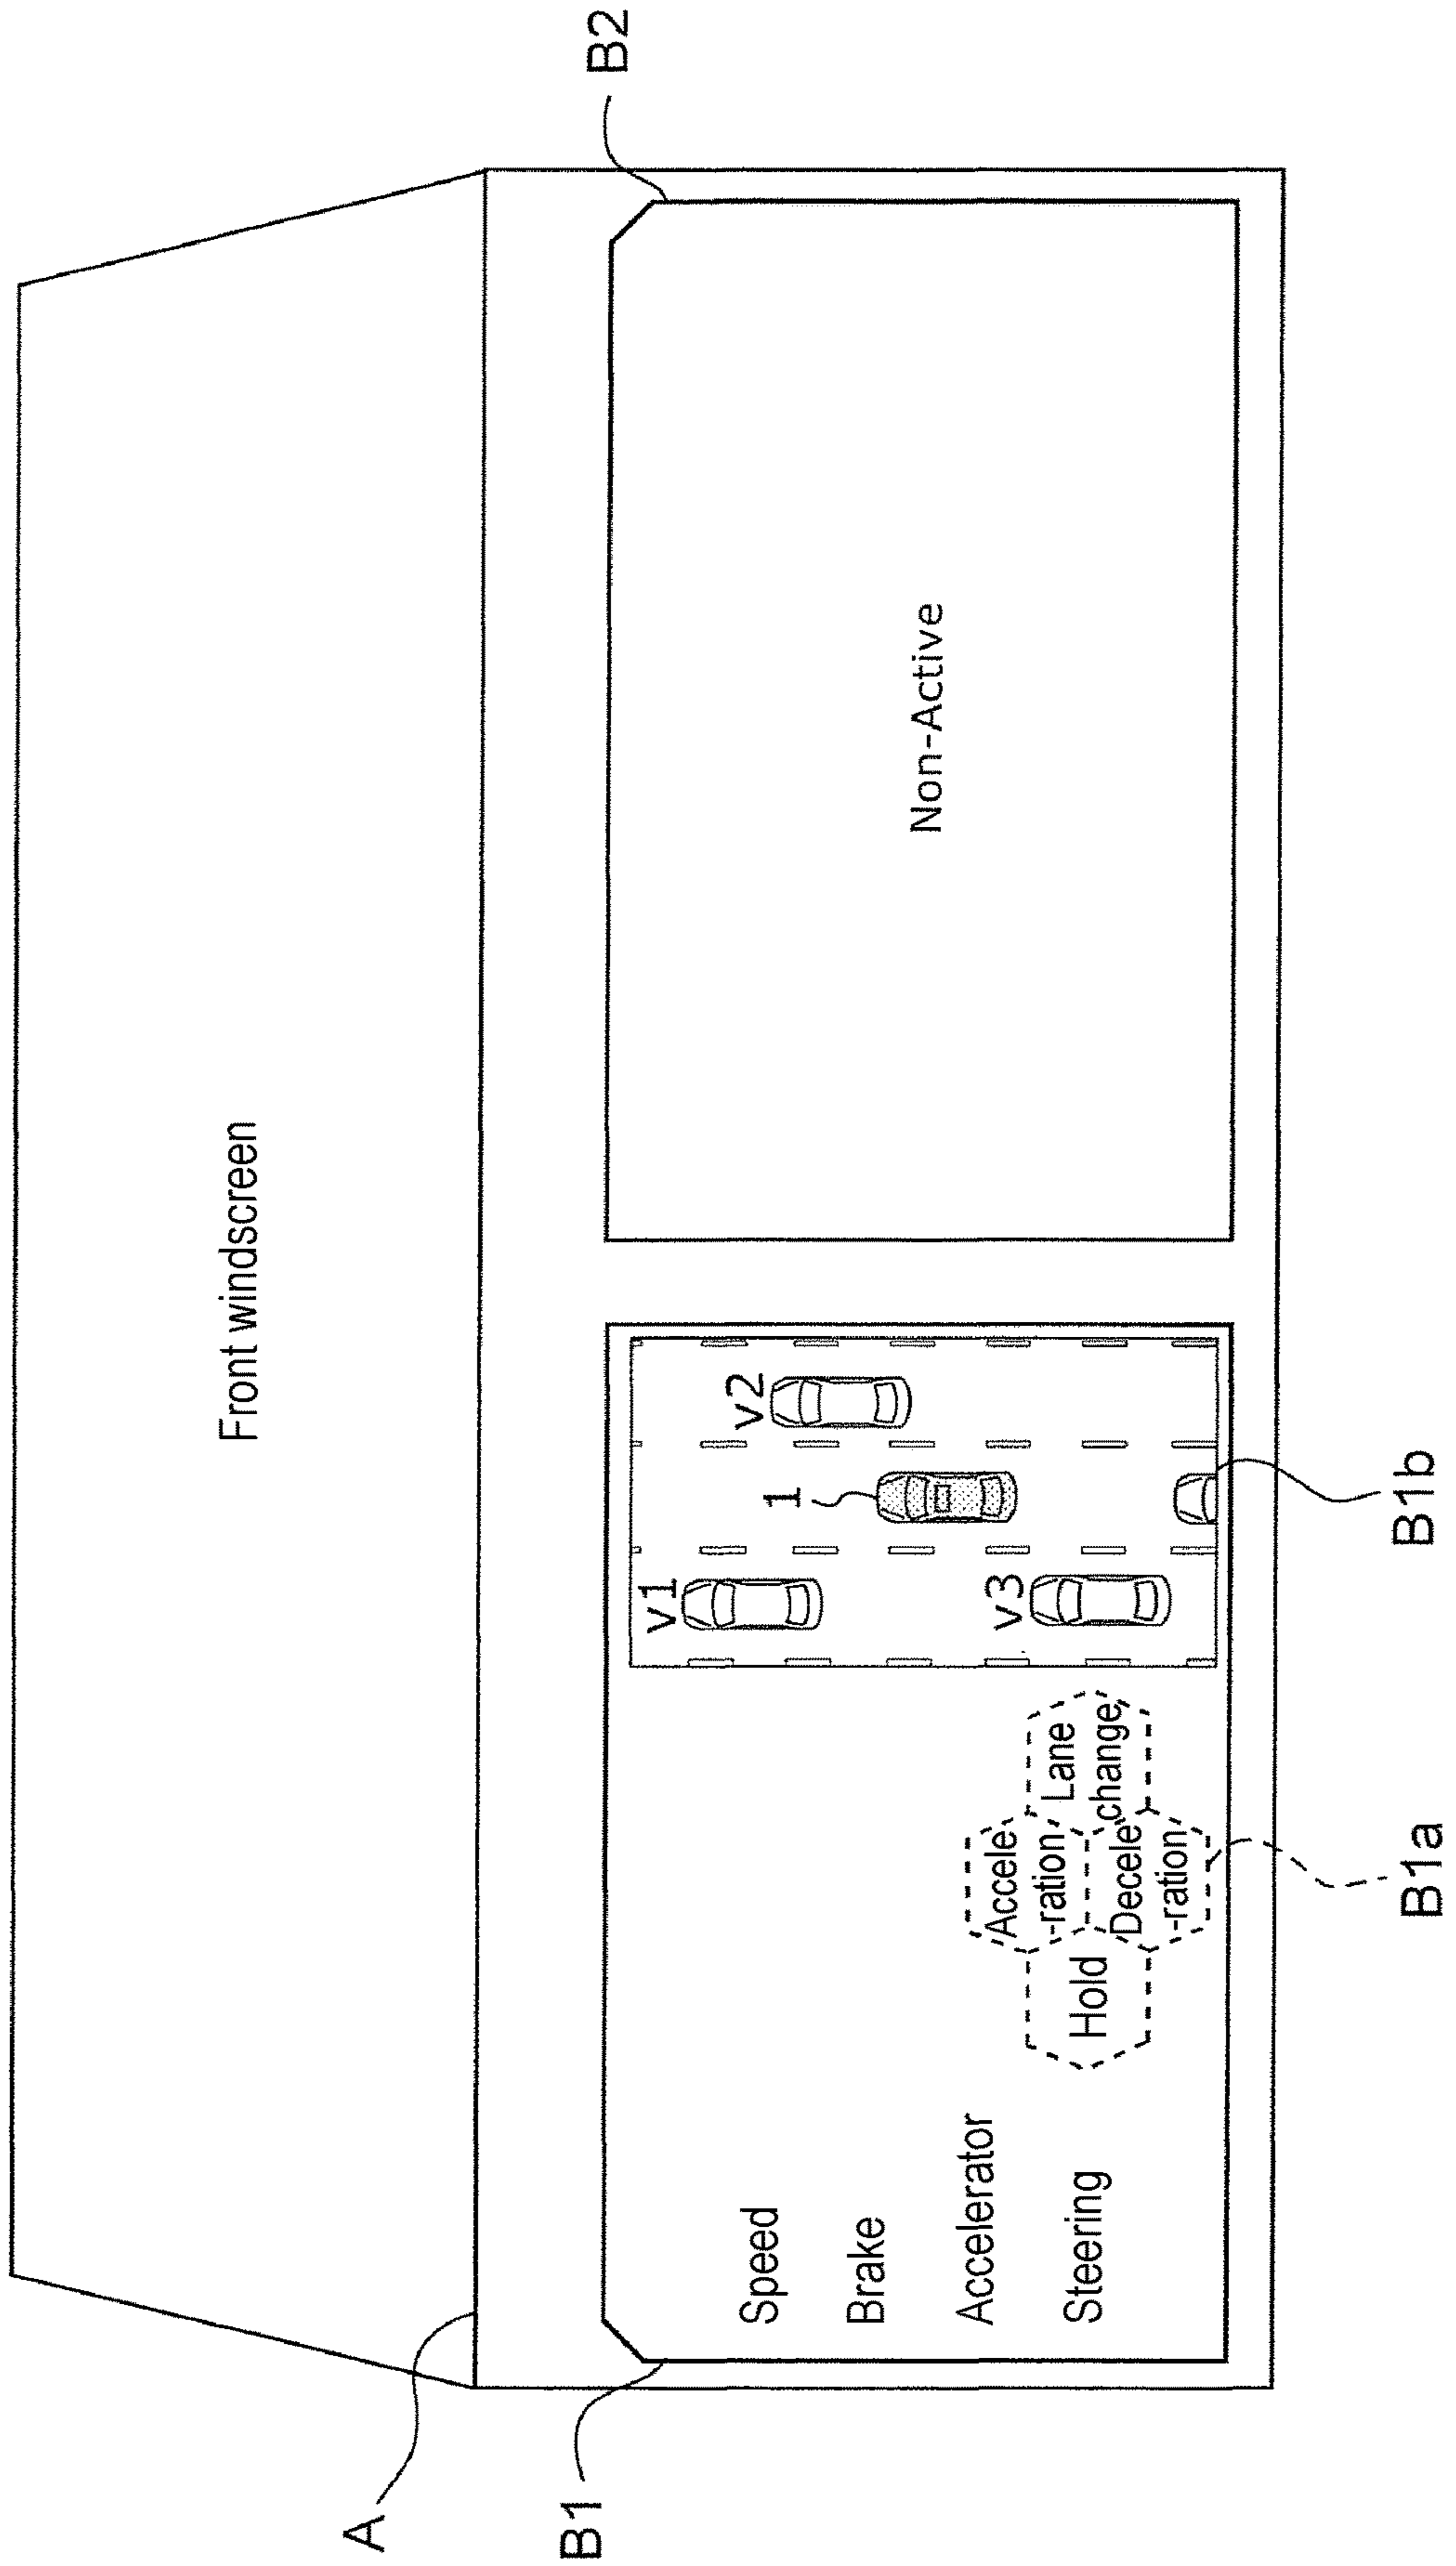 Front windscreen
A
B1
B2
Speed
Brake
Accelerator
Steering
Hold
Accele
-ration
Decele
-ration
Lane
change
v1
1
v2
v3
Non-Active
B1a
B1b